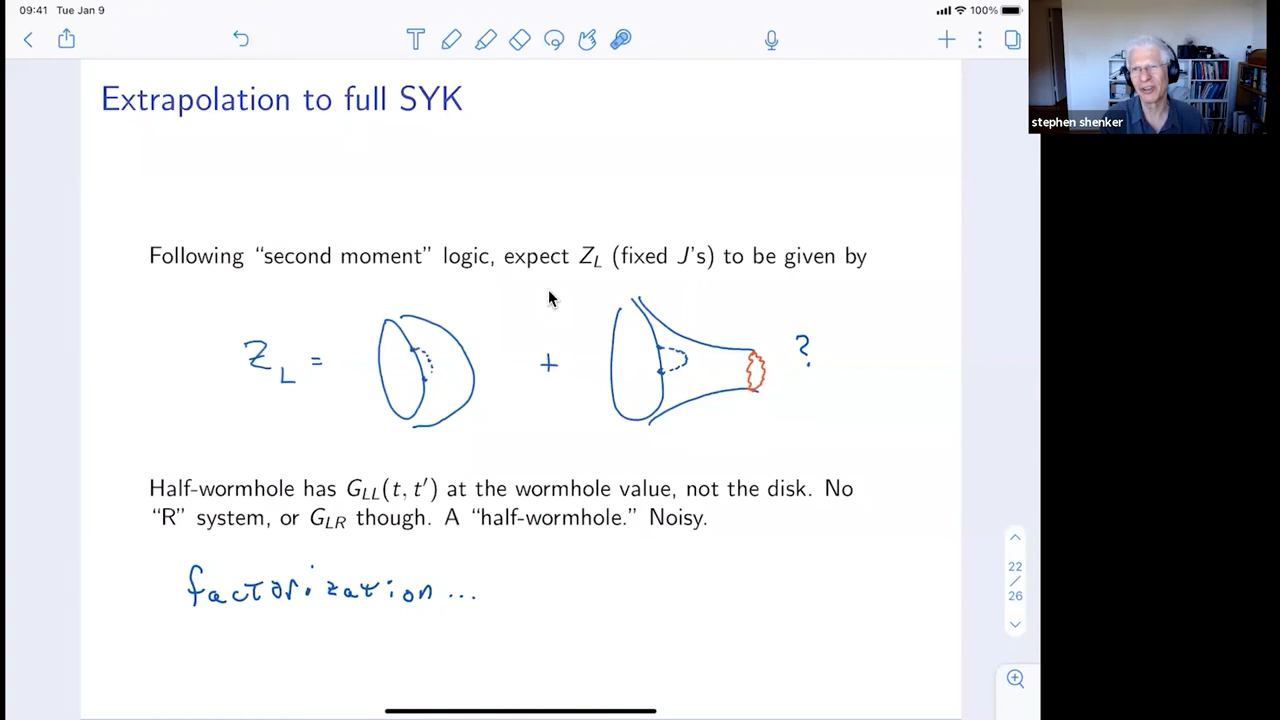 09:41 Tue Jan 9
100%
stephen shenker
Extrapolation to full SYK
Following “second moment” logic, expect Z_L (fixed J's) to be given by
Z_L = + ?
Half-wormhole has G_LL(t, t′) at the wormhole value, not the disk. No
“R” system, or G_LR though. A “half-wormhole.” Noisy.
factorization...
22
/
26